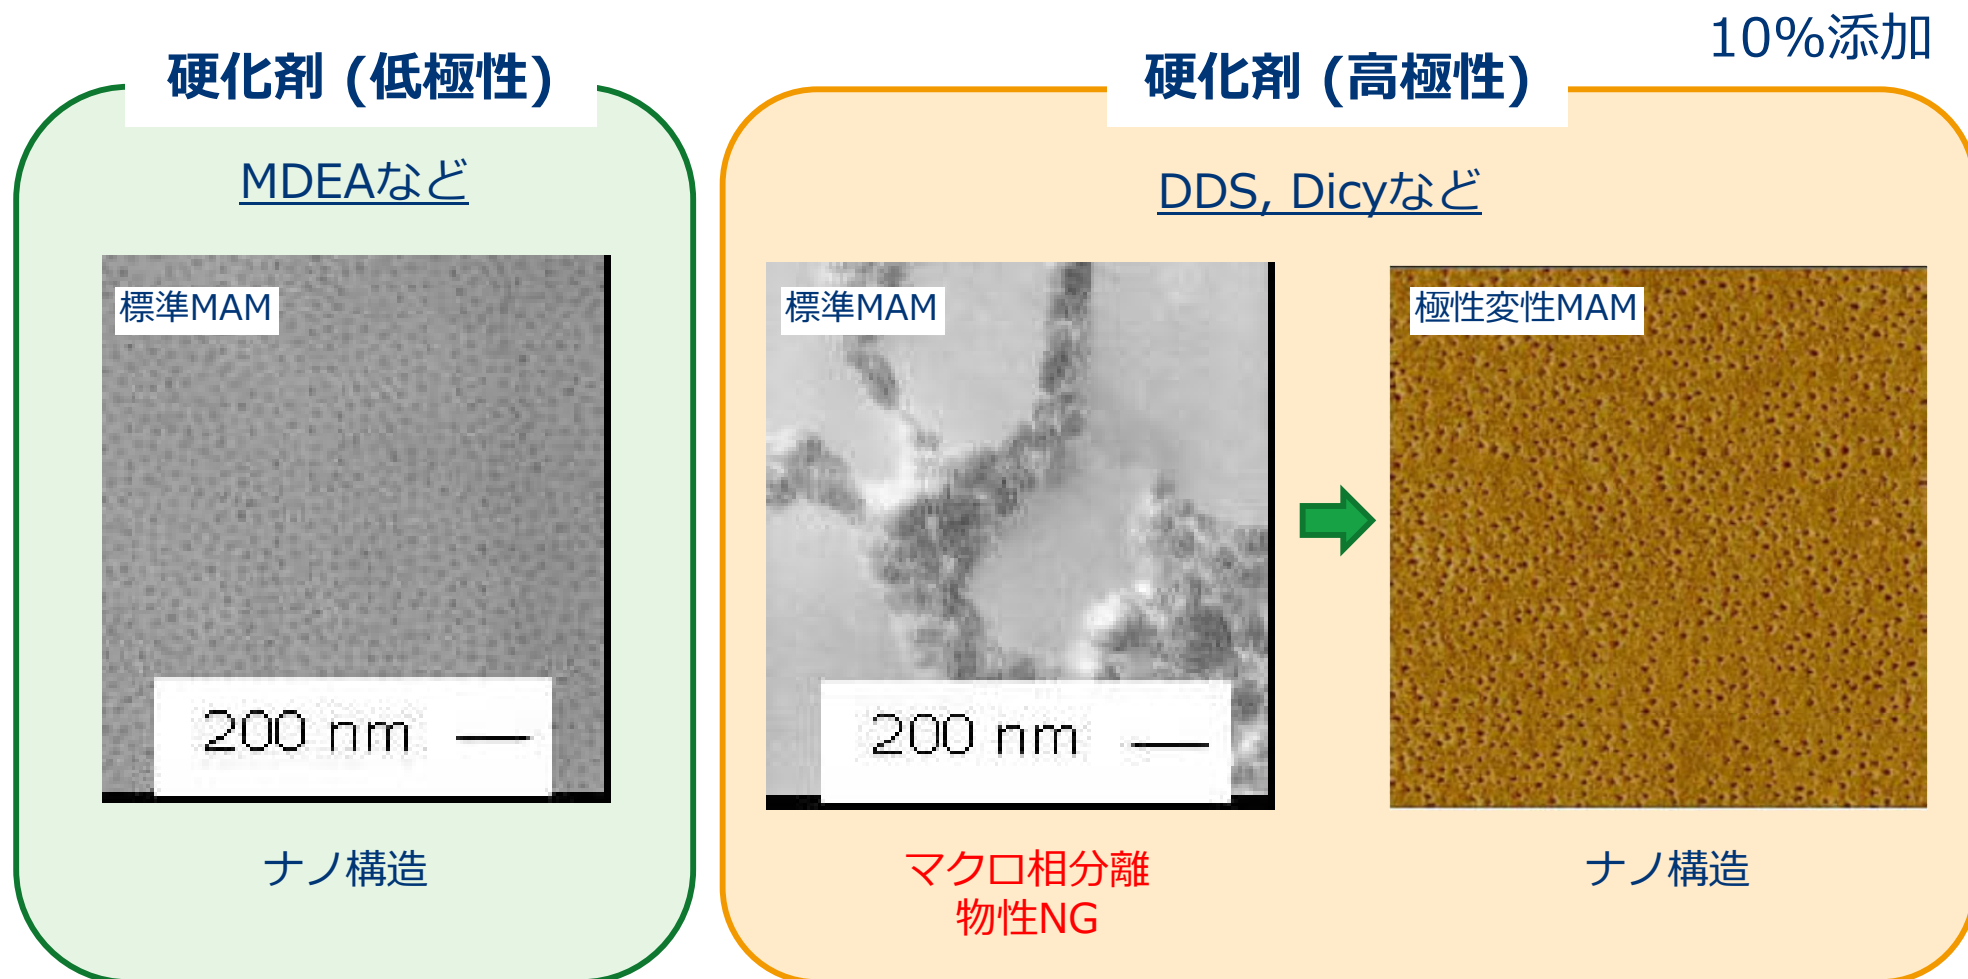 10%添加
硬化剤 (低極性)
MDEAなど
標準MAM
200 nm
ナノ構造
硬化剤 (高極性)
DDS, Dicyなど
標準MAM
200 nm
マクロ相分離
物性NG
極性変性MAM
ナノ構造